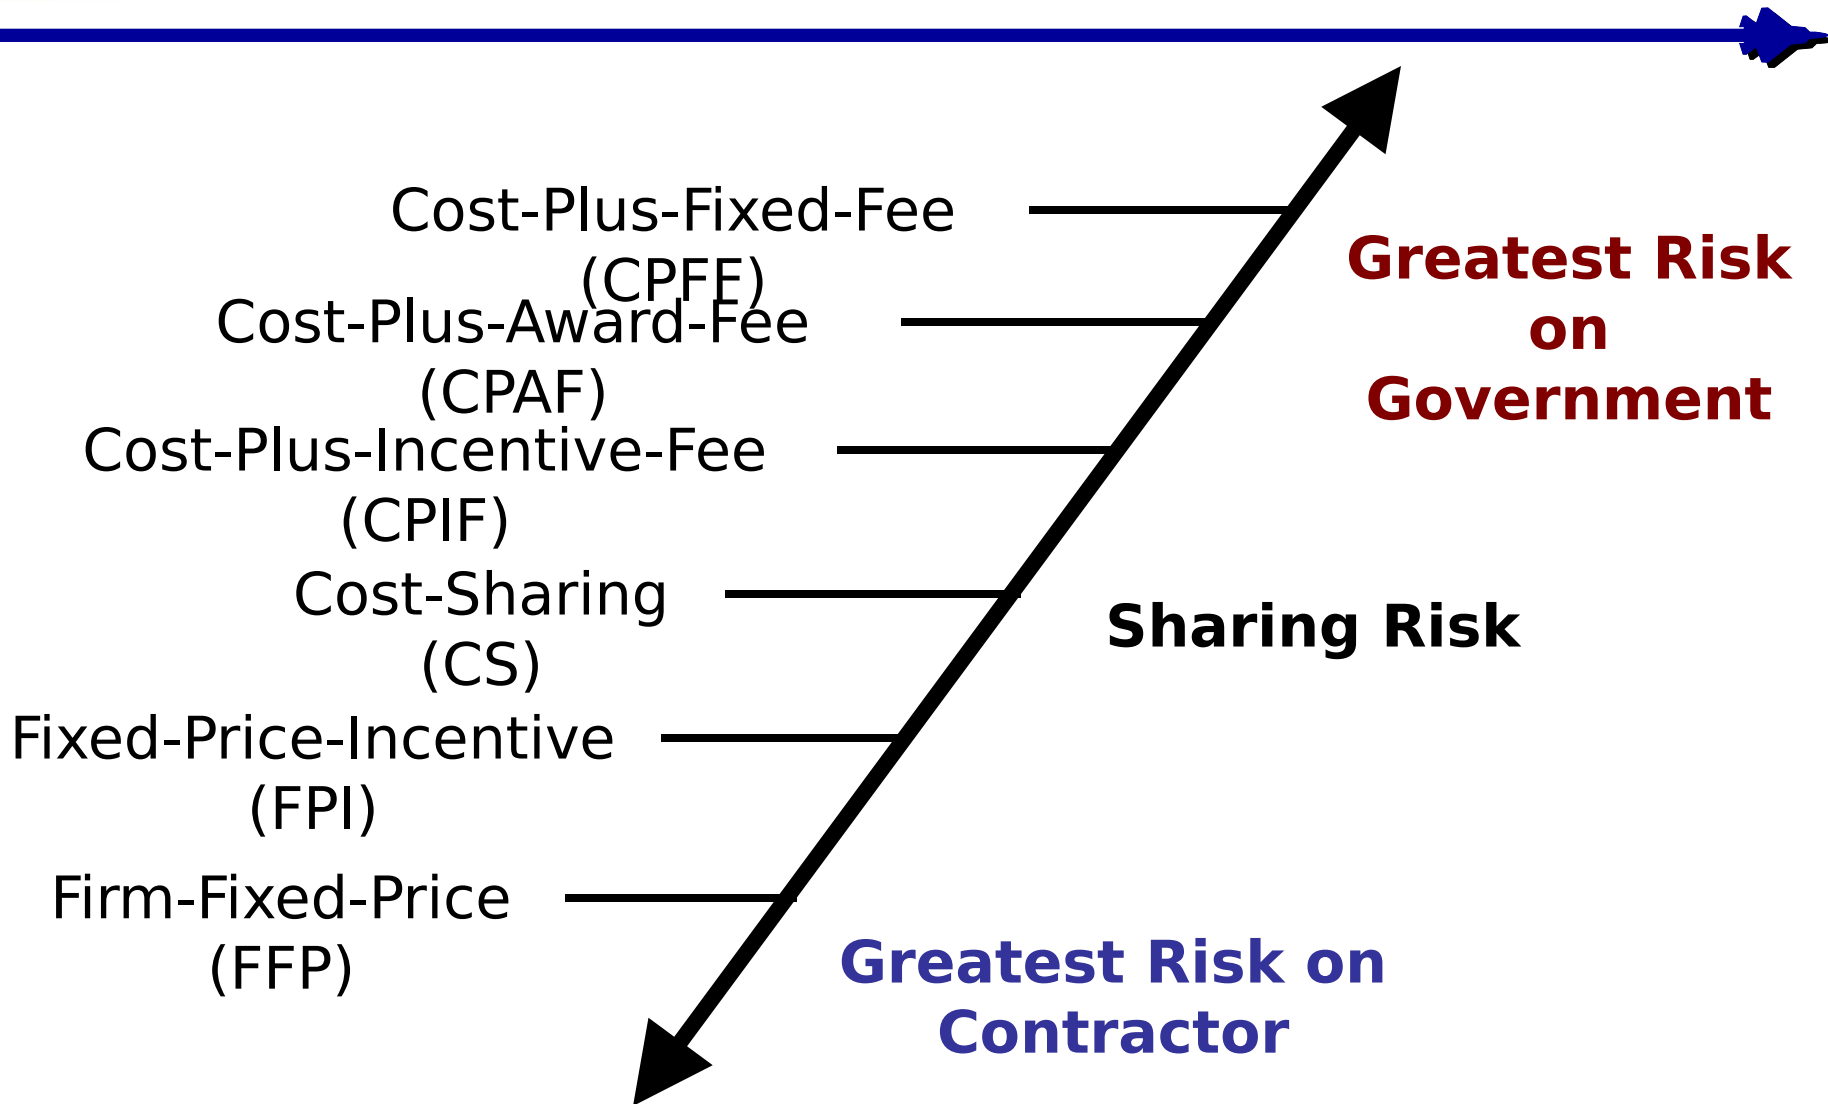 Cost-Plus-Fixed-Fee
(CPFF)
Cost-Plus-Award-Fee
(CPAF)
Cost-Plus-Incentive-Fee
(CPIF)
Cost-Sharing
(CS)
Fixed-Price-Incentive
(FPI)
Firm-Fixed-Price
(FFP)
Greatest Risk
on
Government
Sharing Risk
Greatest Risk on
Contractor